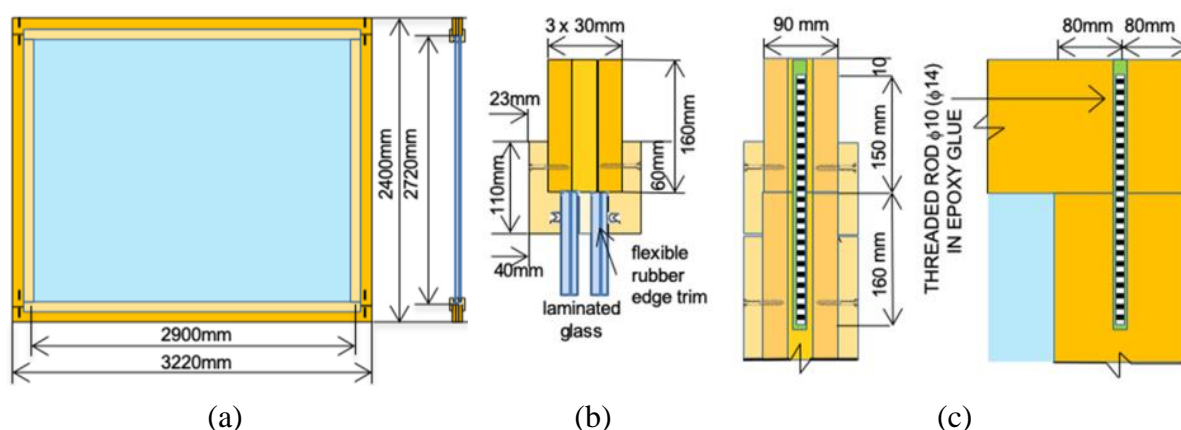 2400mm
2720mm
2900mm
3220mm
(a)
3 x 30mm
23mm
160mm
60mm
110mm
40mm
flexible
rubber
edge trim
laminated
glass
(b)
90 mm
10
150 mm
160 mm
80mm
80mm
THREADED ROD ϕ10 (ϕ14)
IN EPOXY GLUE
(c)